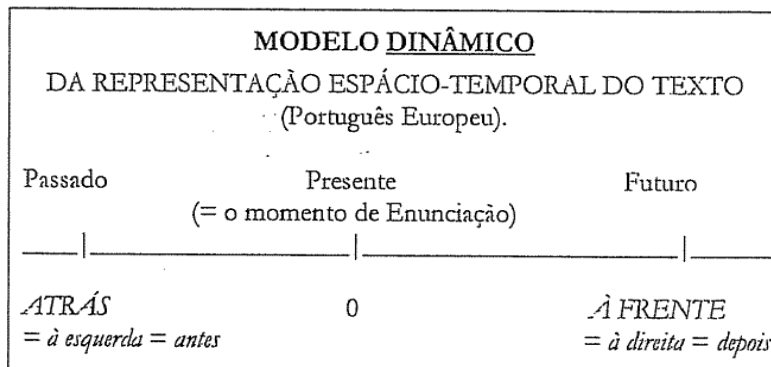 MODELO DINÂMICO
DA REPRESENTAÇÀO ESPÁCIO-TEMPORAL DO TEXTO
(Português Europeu).
Passado Presente Futuro
(= o momento de Enunciação)
ATRÁS 0 À FRENTE
= à esquerda = antes = à direita = depois